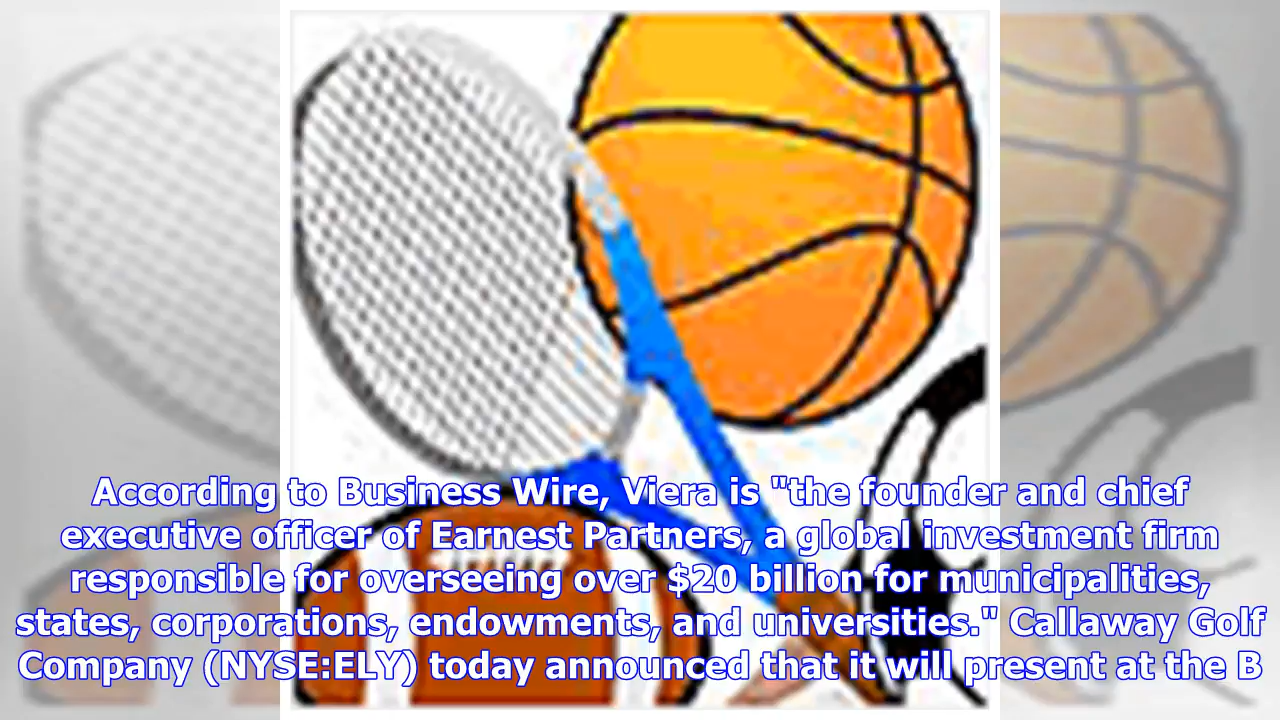 According to Business Wire, Viera is "the founder and chief
executive officer of Earnest Partners, a global investment firm
responsible for overseeing over $20 billion for municipalities,
states, corporations, endowments, and universities." Callaway Golf
Company (NYSE:ELY) today announced that it will present at the B